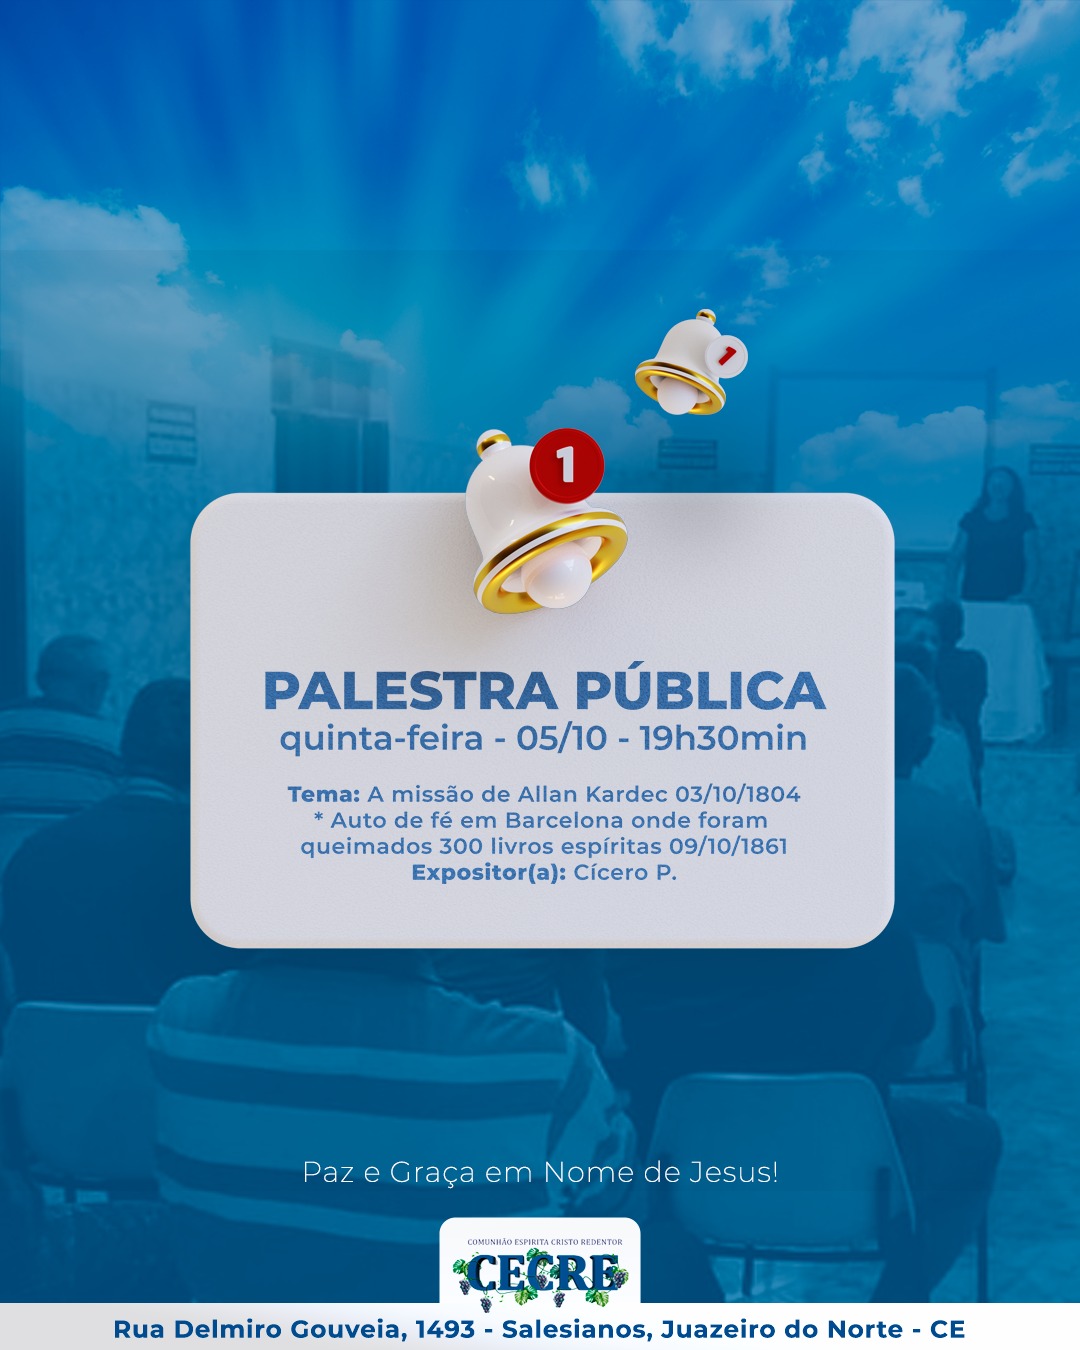 1
1
PALESTRA PÚBLICA
quinta-feira - 05/10 - 19h30min
Tema: A missão de Allan Kardec 03/10/1804
* Auto de fé em Barcelona onde foram
queimados 300 livros espíritas 09/10/1861
Expositor(a): Cícero P.
Paz e Graça em Nome de Jesus!
COMUNHÃO ESPIRITA CRISTO REDENTOR
CECRE
Rua Delmiro Gouveia, 1493 - Salesianos, Juazeiro do Norte - CE